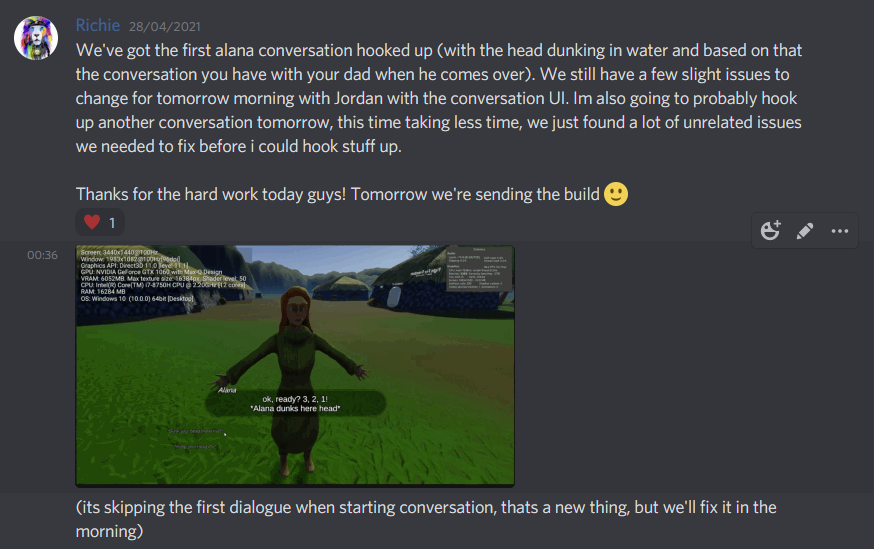 Richie 28/04/2021
We've got the first alana conversation hooked up (with the head dunking in water and based on that
the conversation you have with your dad when he comes over). We still have a few slight issues to
change for tomorrow morning with Jordan with the conversation UI. Im also going to probably hook
up another conversation tomorrow, this time taking less time, we just found a lot of unrelated issues
we needed to fix before i could hook stuff up.
Thanks for the hard work today guys! Tomorrow we're sending the build 🙂
❤️ 1
00:36
Screen: 3440x1440@100Hz
Window: 1983x1082@100Hz[96dpi]
Graphics API: Direct3D 11.0 [level 11.1]
GPU: NVIDIA GeForce GTX 1060 with Max-Q Design
VRAM: 6052MB. Max texture size: 16384px. Shader level: 50
CPU: Intel(R) Core(TM) i7-8750H CPU @ 2.20GHz [12 cores]
RAM: 16284 MB
OS: Windows 10 (10.0.0) 64bit [Desktop]
Alana
ok, ready? 3, 2, 1!
*Alana dunks here head*
(its skipping the first dialogue when starting conversation, thats a new thing, but we'll fix it in the
morning)